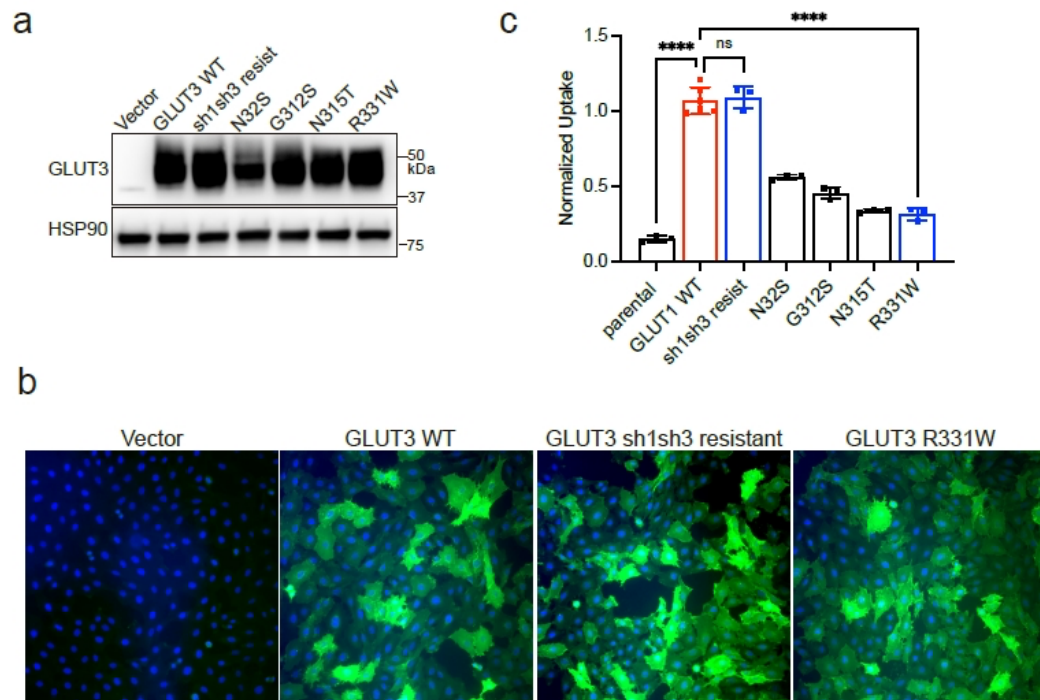 a
Vector
GLUT3 WT
sh1sh3 resist
N32S
G312S
N315T
R331W
GLUT3
50
kDa
37
HSP90
75
c
Normalized Uptake
1.5
1.0
0.5
0.0
****
ns
****
parental
GLUT1 WT
sh1sh3 resist
N32S
G312S
N315T
R331W
b
Vector
GLUT3 WT
GLUT3 sh1sh3 resistant
GLUT3 R331W